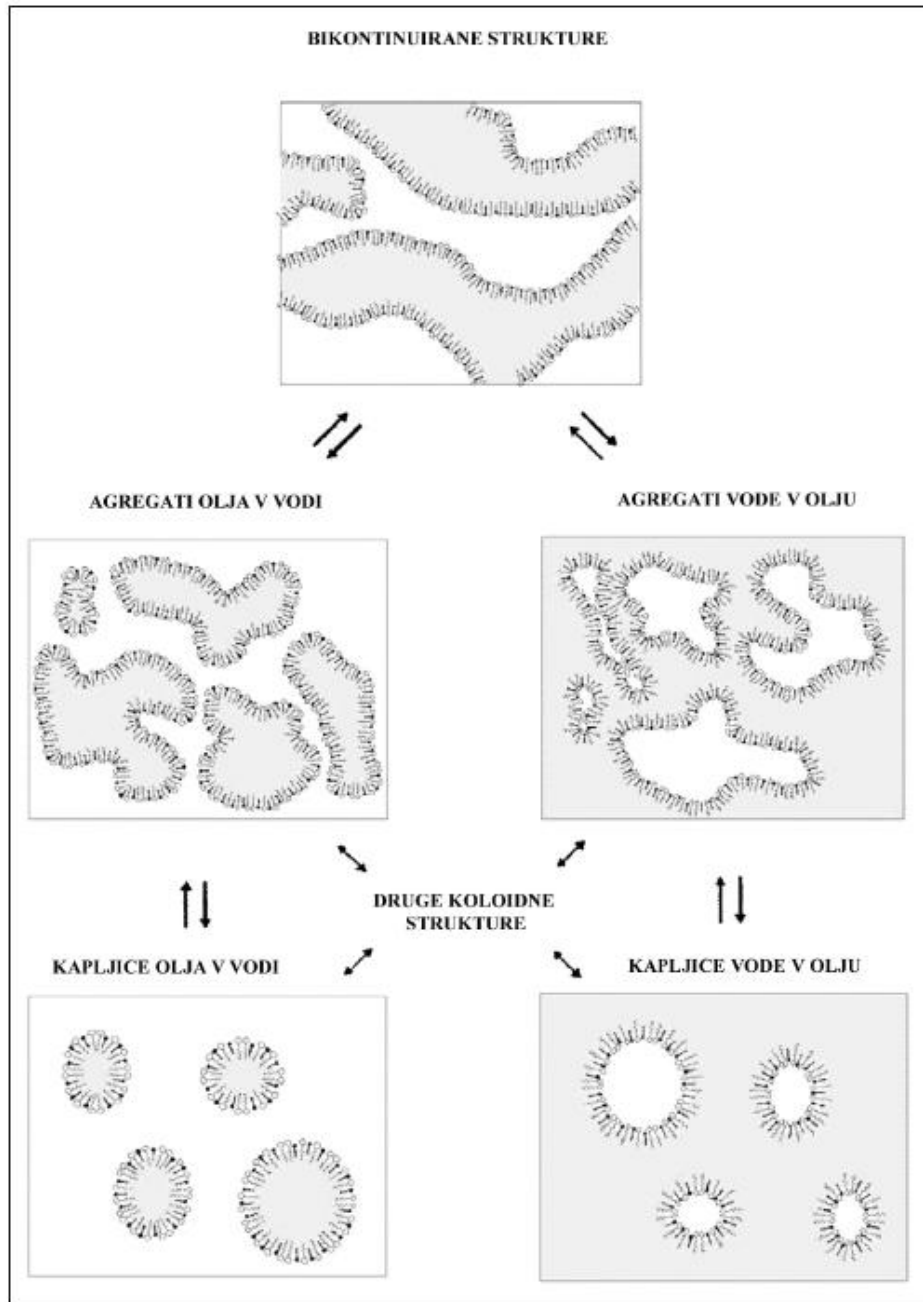 BIKONTINUIRANE STRUKTURE
AGREGATI OLJA V VODI
AGREGATI VODE V OLJU
DRUGE KOLOIDNE
STRUKTURE
KAPLJICE OLJA V VODI
KAPLJICE VODE V OLJU